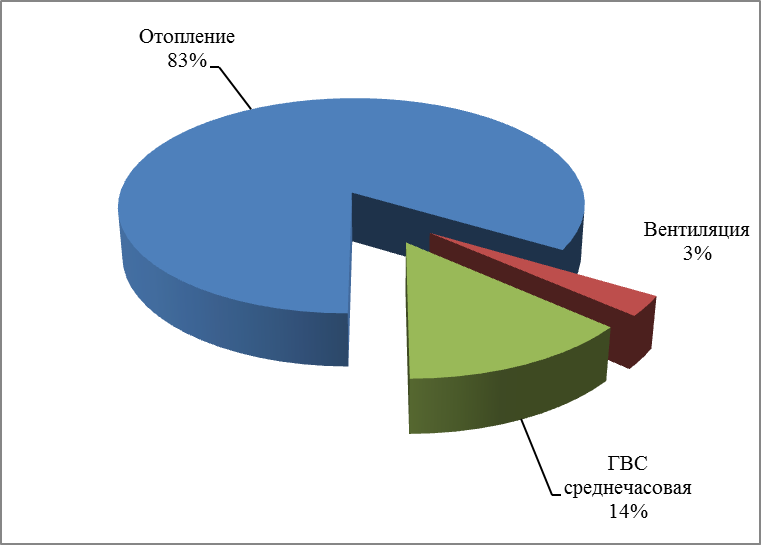 Отопление
83%
Вентиляция
3%
ГВС
среднечасовая
14%